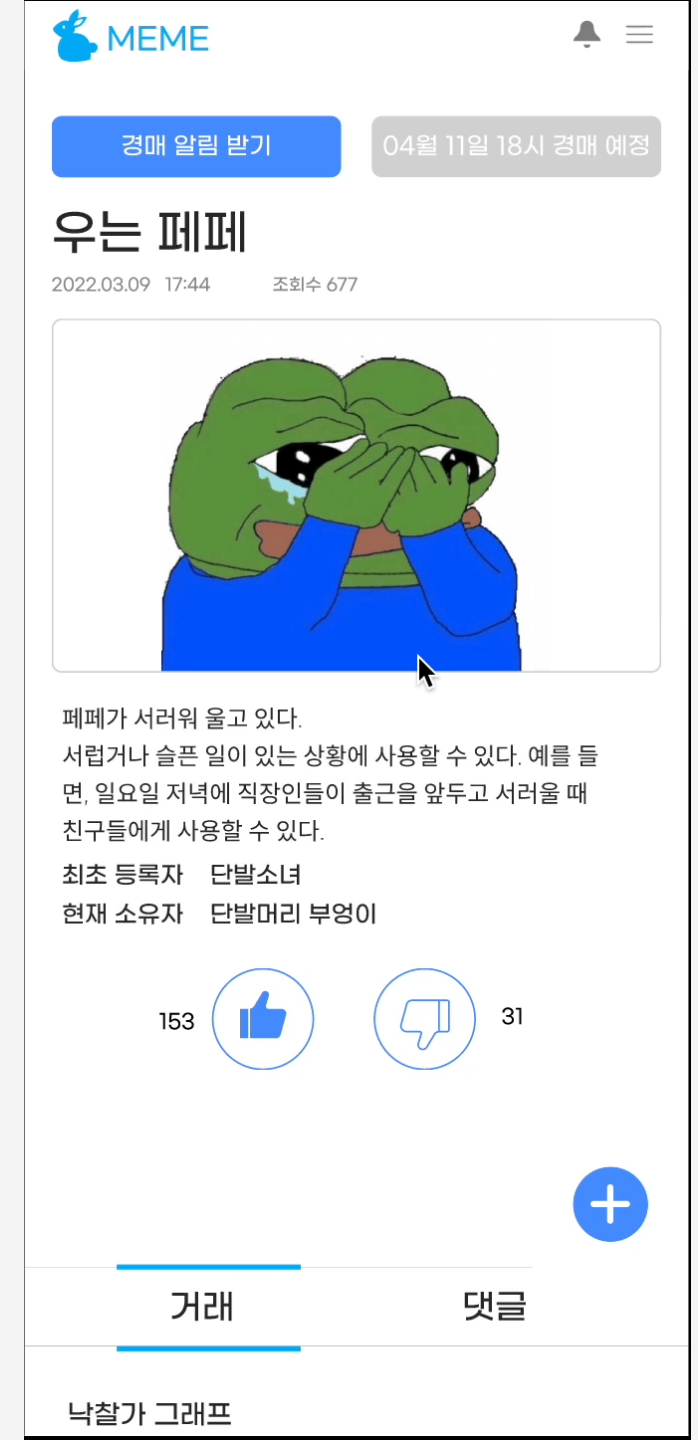 MEME
경매 알림 받기
04월 11일 18시 경매 예정
우는 페페
2022.03.09 17:44 조회수 677
페페가 서러워 울고 있다.
서럽거나 슬픈 일이 있는 상황에 사용할 수 있다. 예를 들
면, 일요일 저녁에 직장인들이 출근을 앞두고 서러울 때
친구들에게 사용할 수 있다.
최초 등록자 단발소녀
현재 소유자 단발머리 부엉이
153
31
거래
댓글
낙찰가 그래프